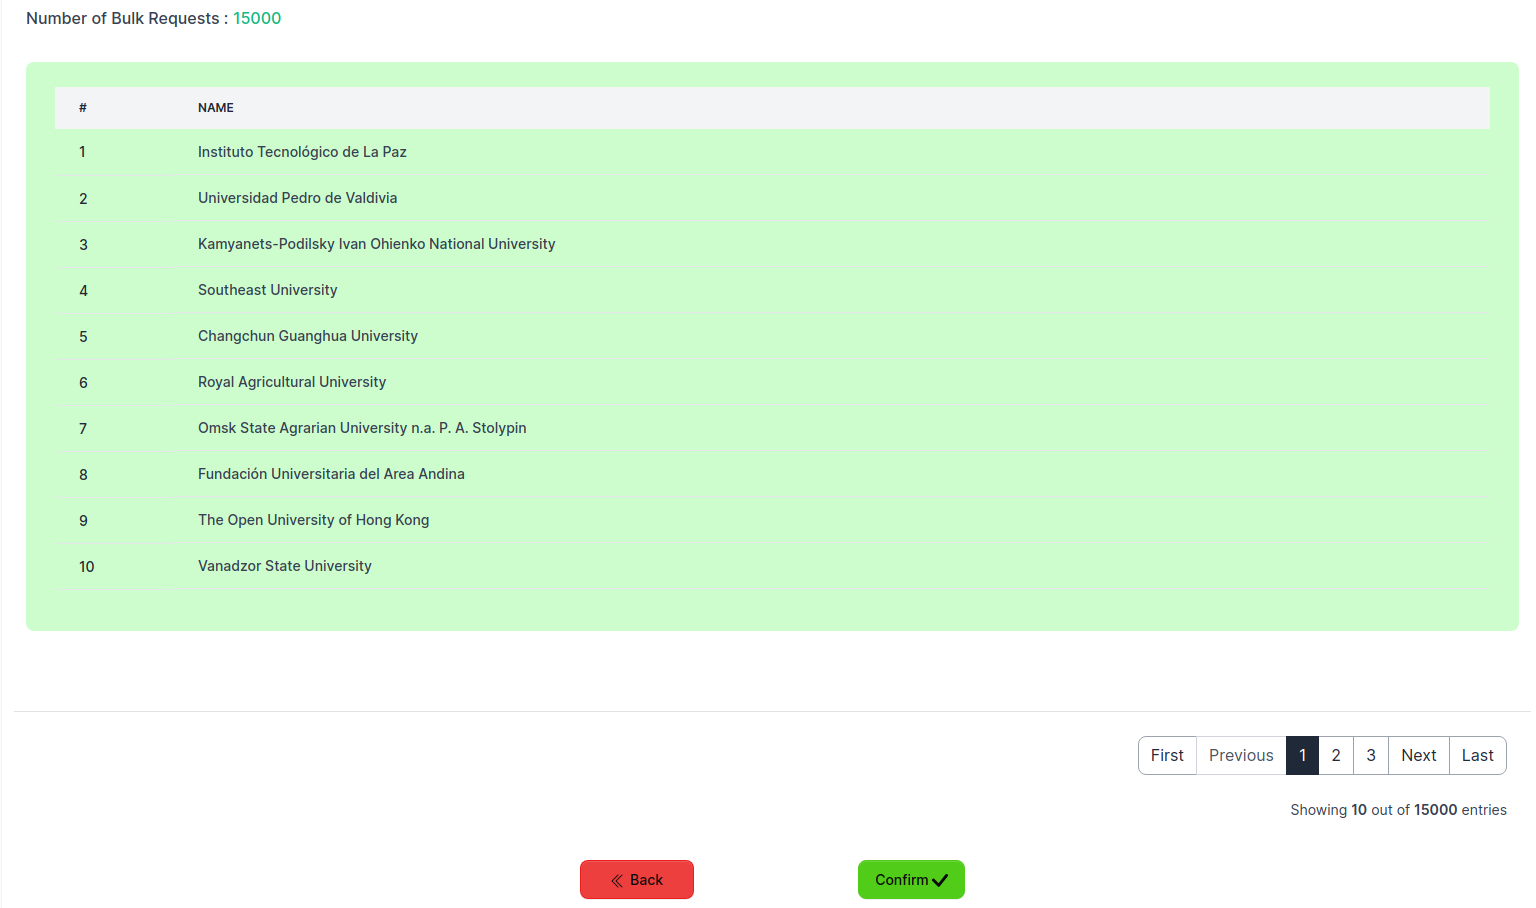 Number of Bulk Requests : 15000
# NAME
1 Instituto Tecnológico de La Paz
2 Universidad Pedro de Valdivia
3 Kamyanets-Podilsky Ivan Ohienko National University
4 Southeast University
5 Changchun Guanghua University
6 Royal Agricultural University
7 Omsk State Agrarian University n.a. P. A. Stolypin
8 Fundación Universitaria del Area Andina
9 The Open University of Hong Kong
10 Vanadzor State University
First Previous 1 2 3 Next Last
Showing 10 out of 15000 entries
Back Confirm